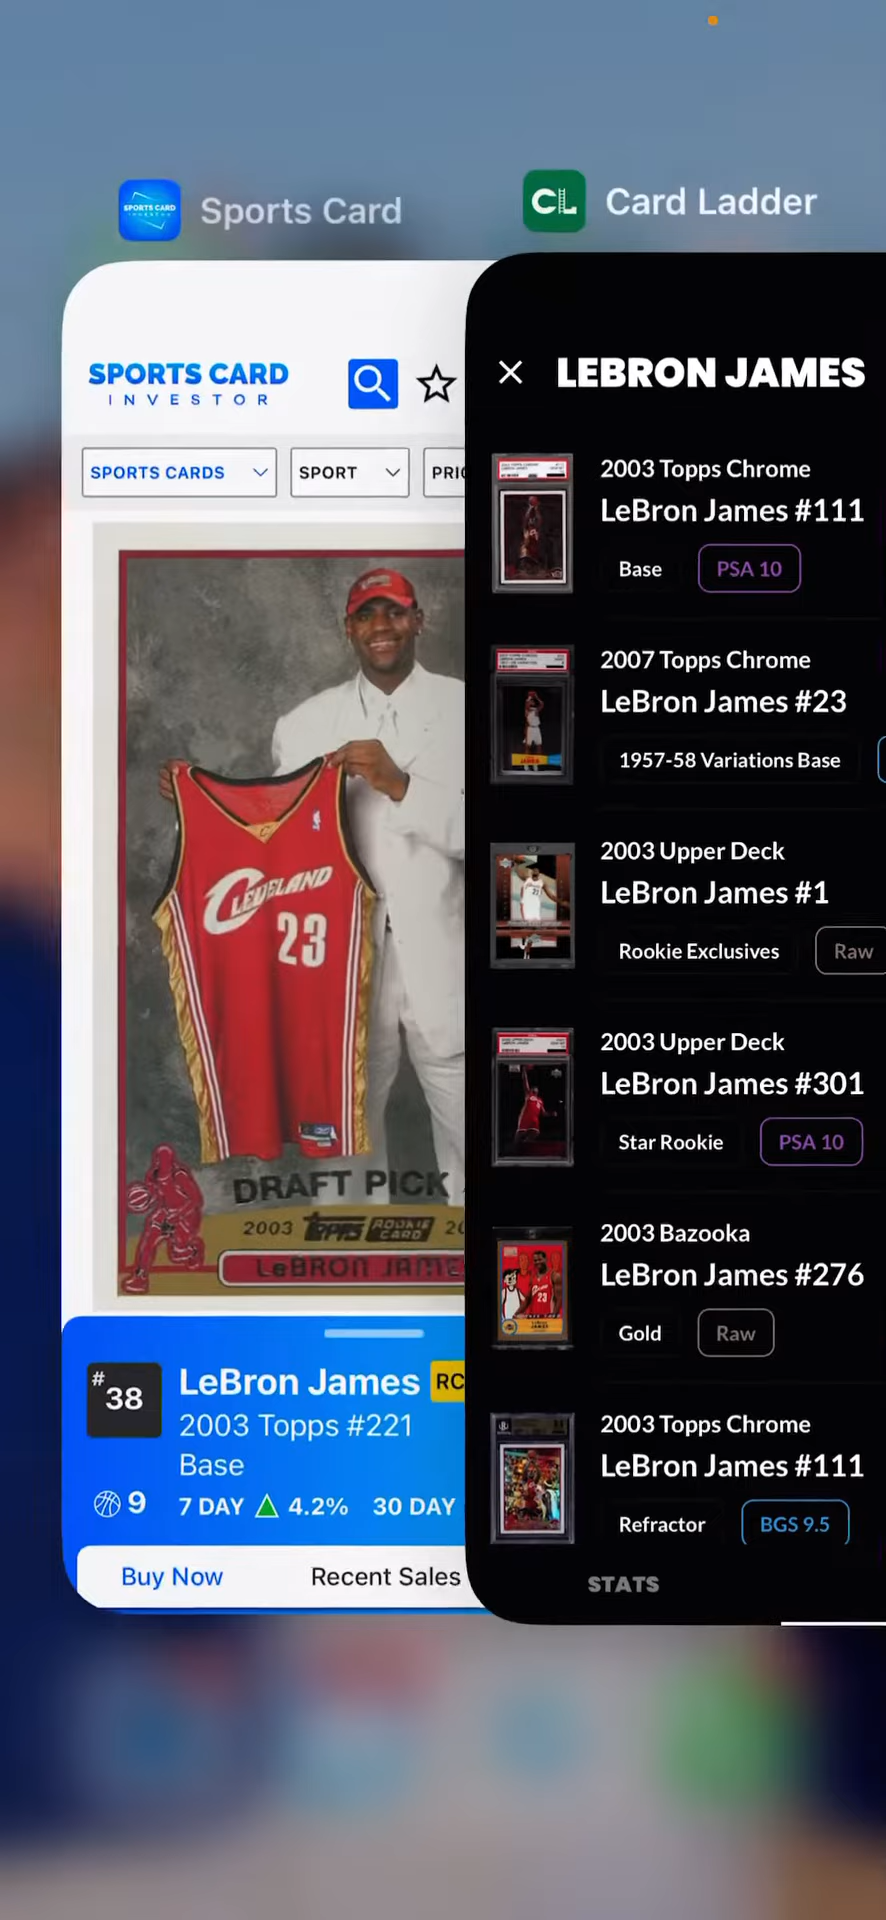 Sports Card
SPORTS CARD
INVESTOR
SPORTS CARDS
SPORT
CLEVELAND
23
DRAFT PICK
2003 Topps ROOKIE CARD
#38
LeBron James RC
2003 Topps #221
Base
9
7 DAY 4.2% 30 DAY
Buy Now Recent Sales
CL Card Ladder
LEBRON JAMES
2003 Topps Chrome
LeBron James #111
Base PSA 10
2007 Topps Chrome
LeBron James #23
1957-58 Variations Base
2003 Upper Deck
LeBron James #1
Rookie Exclusives Raw
2003 Upper Deck
LeBron James #301
Star Rookie PSA 10
2003 Bazooka
LeBron James #276
Gold Raw
2003 Topps Chrome
LeBron James #111
Refractor BGS 9.5
STATS